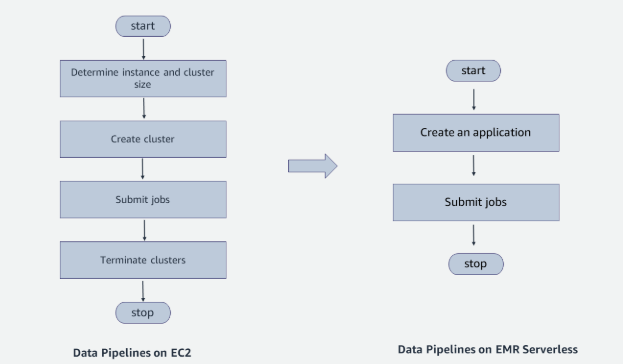 start
Determine instance and cluster
size
Create cluster
Submit jobs
Terminate clusters
stop
Data Pipelines on EC2
start
Create an application
Submit jobs
stop
Data Pipelines on EMR Serverless